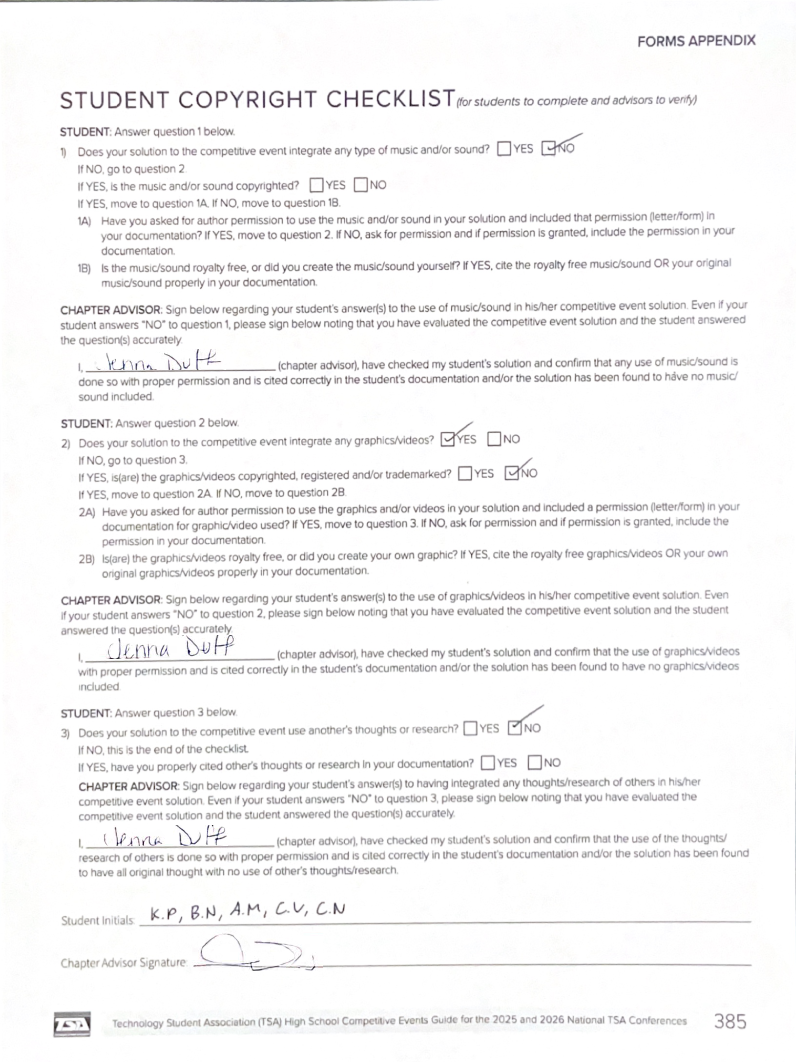 FORMS APPENDIX
STUDENT COPYRIGHT CHECKLIST (for students to complete and advisors to verify)
STUDENT: Answer question 1 below.
1) Does your solution to the competitive event integrate any type of music and/or sound? YES NO
If NO, go to question 2.
If YES, is the music and/or sound copyrighted? YES NO
If YES, move to question 1A. If NO, move to question 1B.
1A) Have you asked for author permission to use the music and/or sound in your solution and included that permission (letter/form) in
your documentation? If YES, move to question 2. If NO, ask for permission and if permission is granted, include the permission in your
documentation.
1B) Is the music/sound royalty free, or did you create the music/sound yourself? If YES, cite the royalty free music/sound OR your original
music/sound properly in your documentation.
CHAPTER ADVISOR: Sign below regarding your student's answer(s) to the use of music/sound in his/her competitive event solution. Even if your
student answers "NO" to question 1, please sign below noting that you have evaluated the competitive event solution and the student answered
the question(s) accurately.
I, Jenna Duff (chapter advisor), have checked my student's solution and confirm that any use of music/sound is
done so with proper permission and is cited correctly in the student's documentation and/or the solution has been found to have no music/
sound included.
STUDENT: Answer question 2 below.
2) Does your solution to the competitive event integrate any graphics/videos? YES NO
If NO, go to question 3.
If YES, is(are) the graphics/videos copyrighted, registered and/or trademarked? YES NO
If YES, move to question 2A. If NO, move to question 2B.
2A) Have you asked for author permission to use the graphics and/or videos in your solution and included a permission (letter/form) in your
documentation for graphic/video used? If YES, move to question 3. If NO, ask for permission and if permission is granted, include the
permission in your documentation.
2B) Is(are) the graphics/videos royalty free, or did you create your own graphic? If YES, cite the royalty free graphics/videos OR your own
original graphics/videos properly in your documentation.
CHAPTER ADVISOR: Sign below regarding your student's answer(s) to the use of graphics/videos in his/her competitive event solution. Even
if your student answers "NO" to question 2, please sign below noting that you have evaluated the competitive event solution and the student
answered the question(s) accurately.
I, Jenna Duff (chapter advisor), have checked my student's solution and confirm that the use of graphics/videos
with proper permission and is cited correctly in the student's documentation and/or the solution has been found to have no graphics/videos
included.
STUDENT: Answer question 3 below.
3) Does your solution to the competitive event use another's thoughts or research? YES NO
If NO, this is the end of the checklist.
If YES, have you properly cited other's thoughts or research in your documentation? YES NO
CHAPTER ADVISOR: Sign below regarding your student's answer(s) to having integrated any thoughts/research of others in his/her
competitive event solution. Even if your student answers "NO" to question 3, please sign below noting that you have evaluated the
competitive event solution and the student answered the question(s) accurately.
I, Jenna Duff (chapter advisor), have checked my student's solution and confirm that the use of the thoughts/
research of others is done so with proper permission and is cited correctly in the student's documentation and/or the solution has been found
to have all original thought with no use of other's thoughts/research.
Student Initials: K.P, B.N, A.M, C.V, C.N
Chapter Advisor Signature:
TSA Technology Student Association (TSA) High School Competitive Events Guide for the 2025 and 2026 National TSA Conferences 385